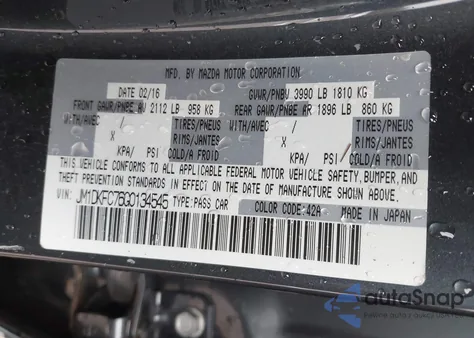 MFD. BY MAZDA MOTOR CORPORATION
DATE 02/16 GVWR/PNBV 3990 LB 1810 KG
FRONT GAWR/PNBE AV 2112 LB 958 KG REAR GAWR/PNBE AR 1896 LB 860 KG
WITH/AVEC / TIRES/PNEUS WITH/AVEC / TIRES/PNEUS
X RIMS/JANTES X RIMS/JANTES
KPA/ PSI/COLD/A FROID KPA/ PSI/COLD/A FROID
THIS VEHICLE CONFORMS TO ALL APPLICABLE FEDERAL MOTOR VEHICLE SAFETY, BUMPER, AND
THEFT PREVENTION STANDARDS IN EFFECT ON THE DATE OF MANUFACTURE SHOWN ABOVE.
VIN: JM1DKFC76G0134545 TYPE: PASS CAR COLOR CODE: 42A MADE IN JAPAN
autaSnap